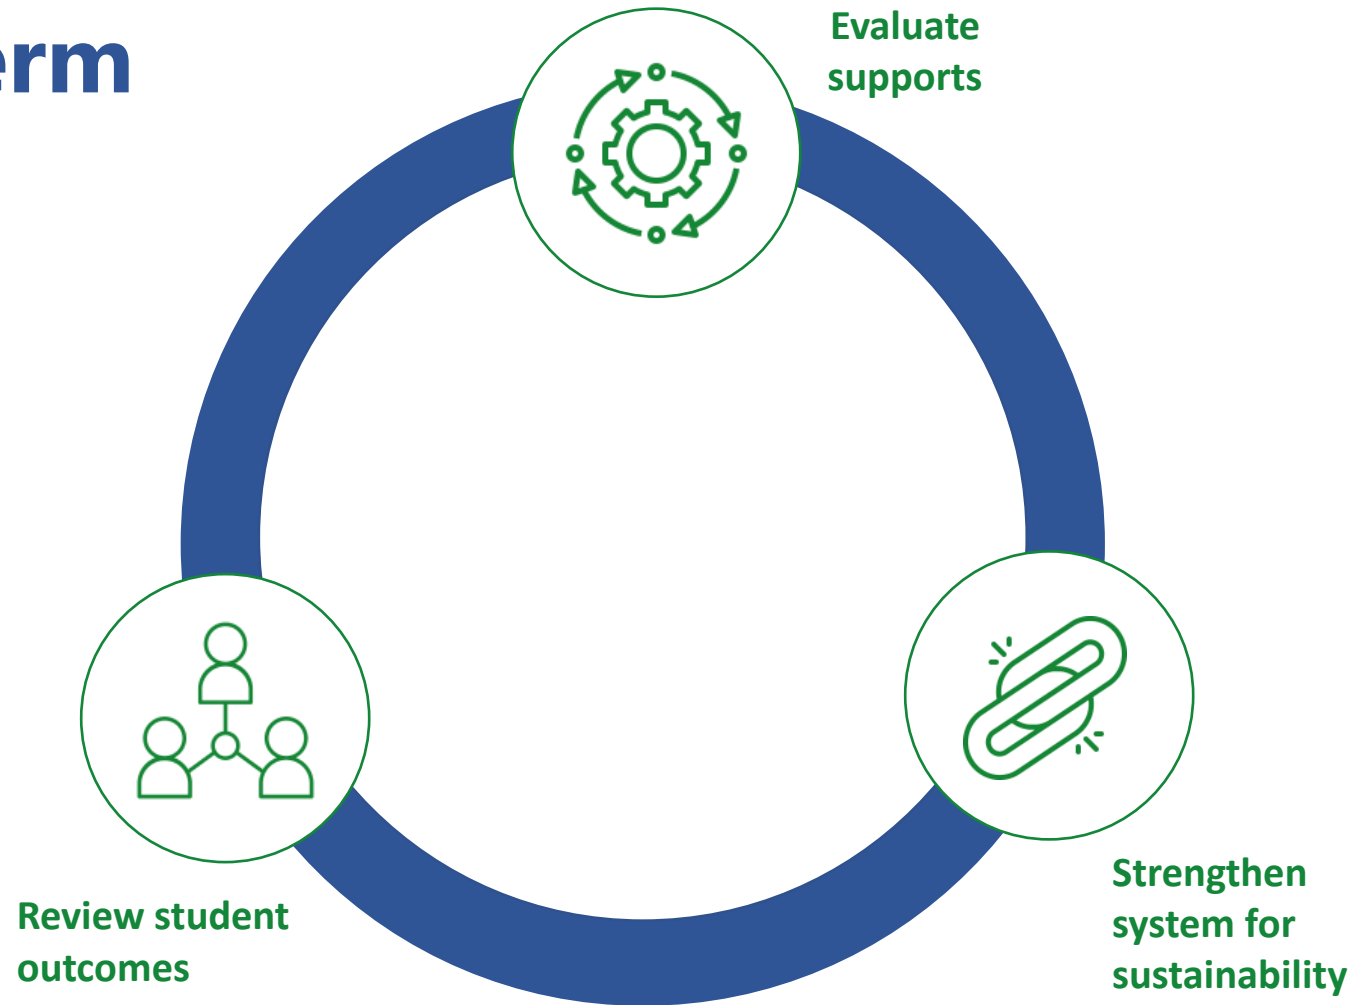 erm
Evaluate
supports
Review student
outcomes
Strengthen
system for
sustainability